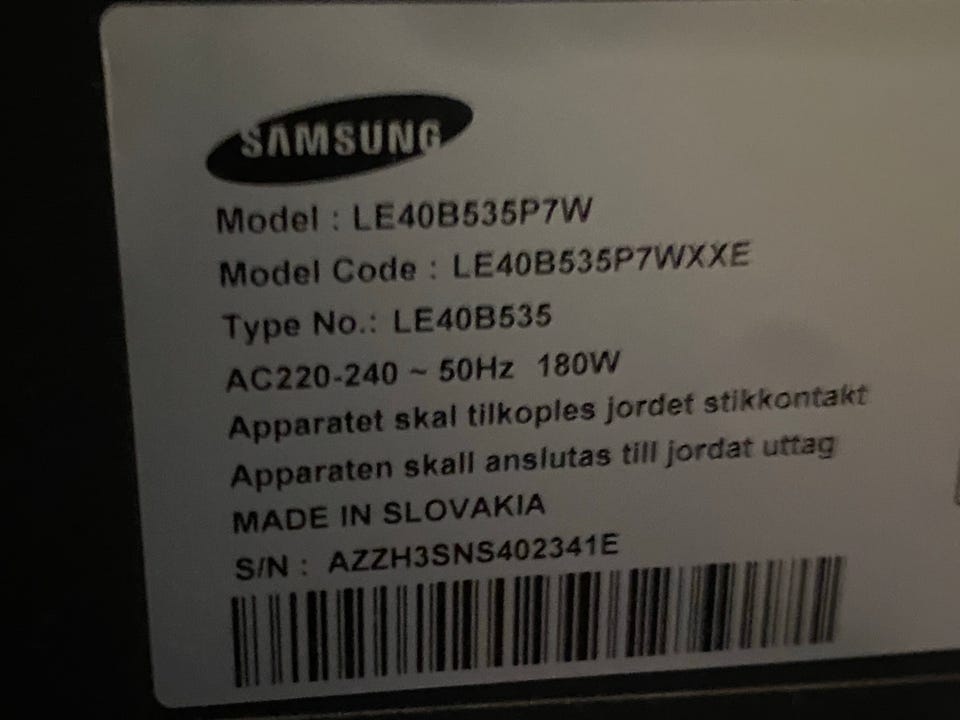 SAMSUNG
Model : LE40B535P7W
Model Code : LE40B535P7WXXE
Type No.: LE40B535
AC220-240 ~ 50Hz 180W
Apparatet skal tilkoples jordet stikkontakt
Apparaten skall anslutas till jordat uttag
MADE IN SLOVAKIA
S/N : AZZH3SNS402341E